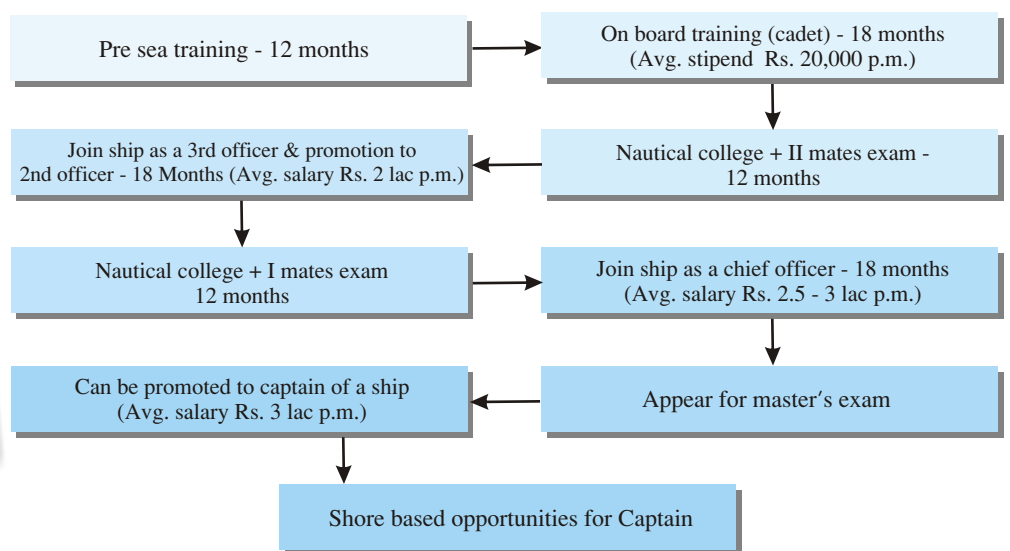 Pre sea training - 12 months
On board training (cadet) - 18 months
(Avg. stipend Rs. 20,000 p.m.)
Nautical college + II mates exam -
12 months
Join ship as a 3rd officer & promotion to
2nd officer - 18 Months (Avg. salary Rs. 2 lac p.m.)
Nautical college + I mates exam
12 months
Join ship as a chief officer - 18 months
(Avg. salary Rs. 2.5 - 3 lac p.m.)
Appear for master's exam
Can be promoted to captain of a ship
(Avg. salary Rs. 3 lac p.m.)
Shore based opportunities for Captain